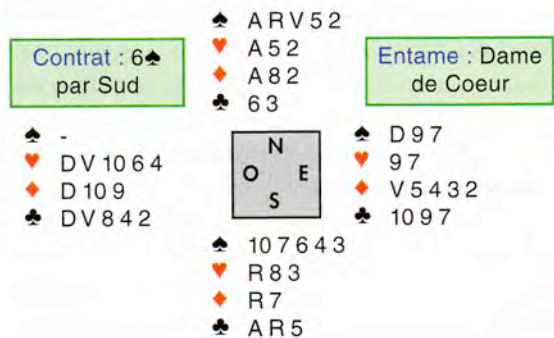 ♠ A R V 5 2
♥ A 5 2
♦ A 8 2
♣ 6 3
Contrat : 6♠
par Sud
Entame : Dame
de Coeur
♠ -
♥ D V 10 6 4
♦ D 10 9
♣ D V 8 4 2
N
O E
S
♠ D 9 7
♥ 9 7
♦ V 5 4 3 2
♣ 10 9 7
♠ 10 7 6 4 3
♥ R 8 3
♦ R 7
♣ A R 5